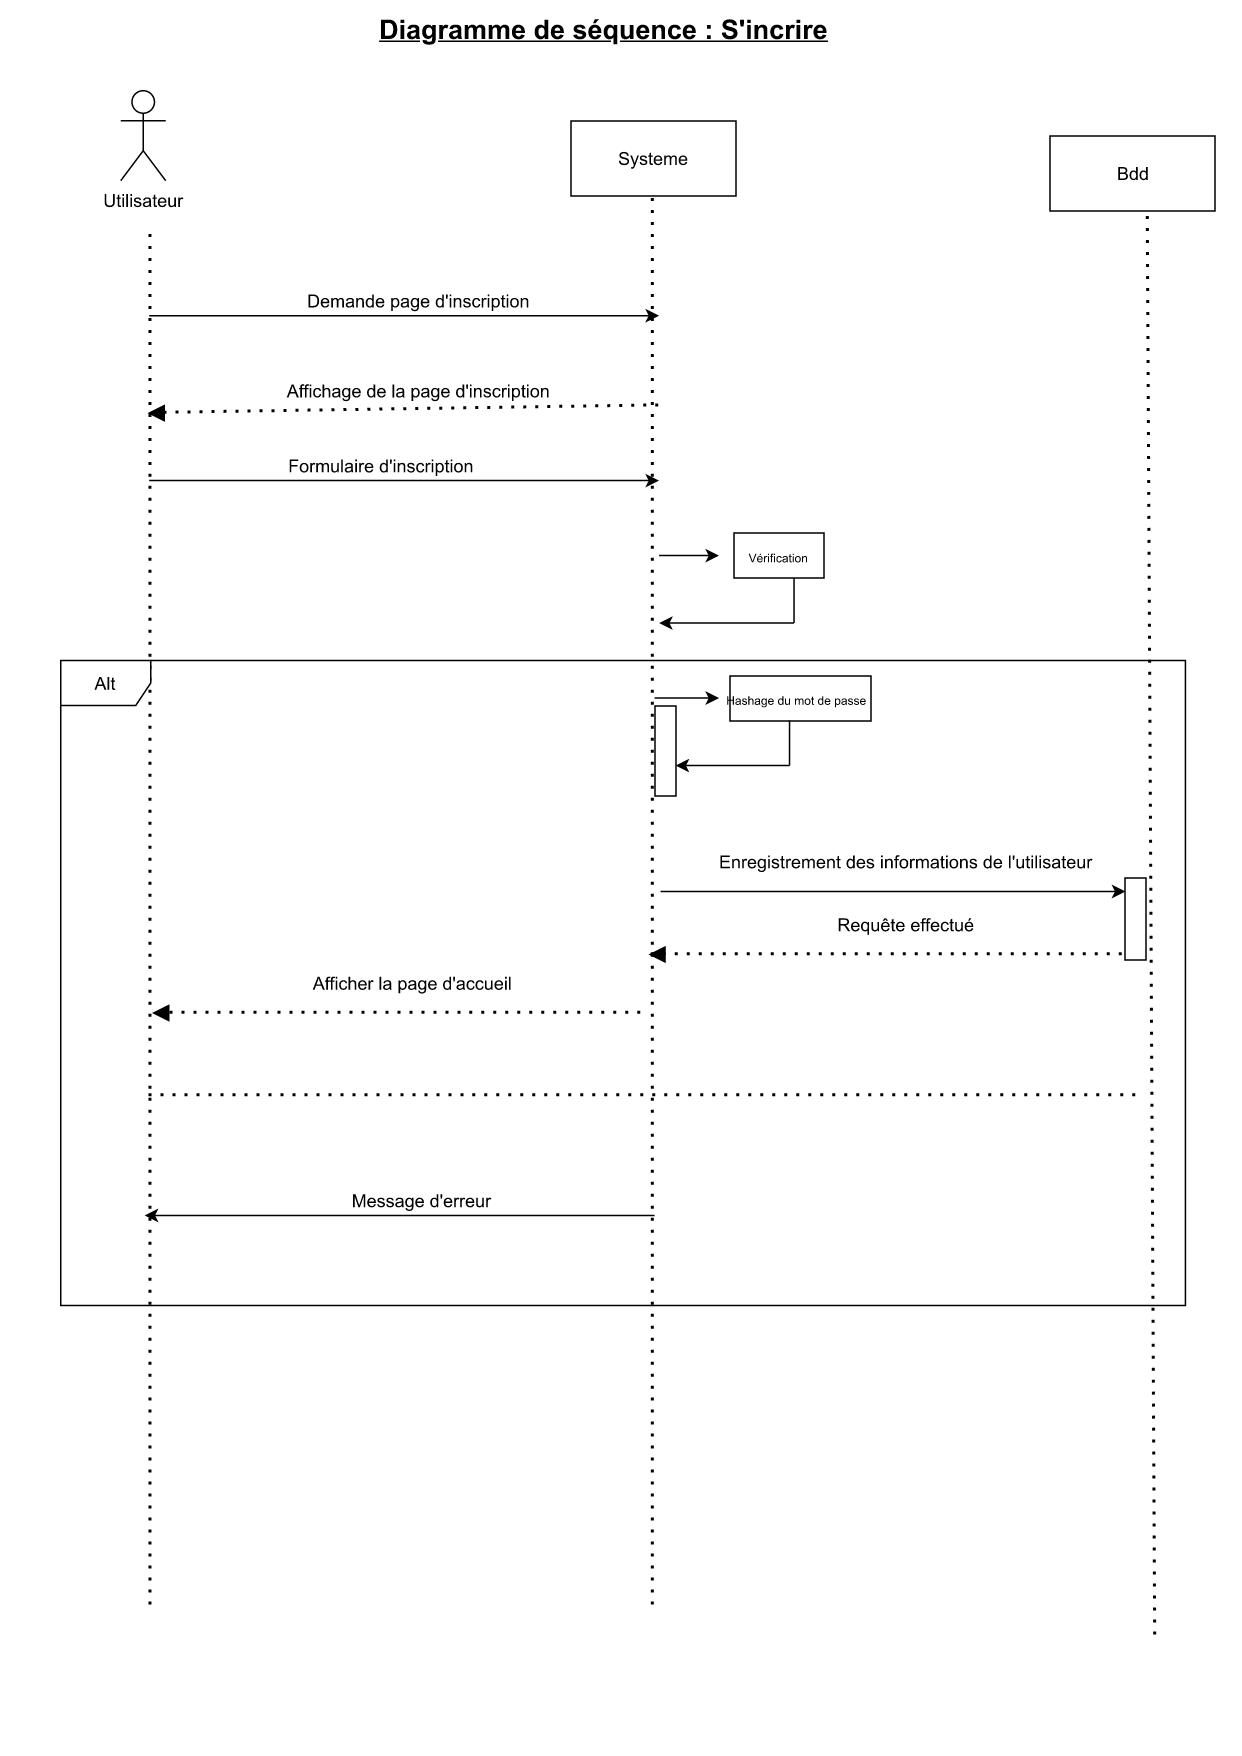 Diagramme de séquence : S'incrire
Utilisateur
Systeme
Bdd
Demande page d'inscription
Affichage de la page d'inscription
Formulaire d'inscription
Vérification
Alt
Hashage du mot de passe
Enregistrement des informations de l'utilisateur
Requête effectué
Afficher la page d'accueil
Message d'erreur